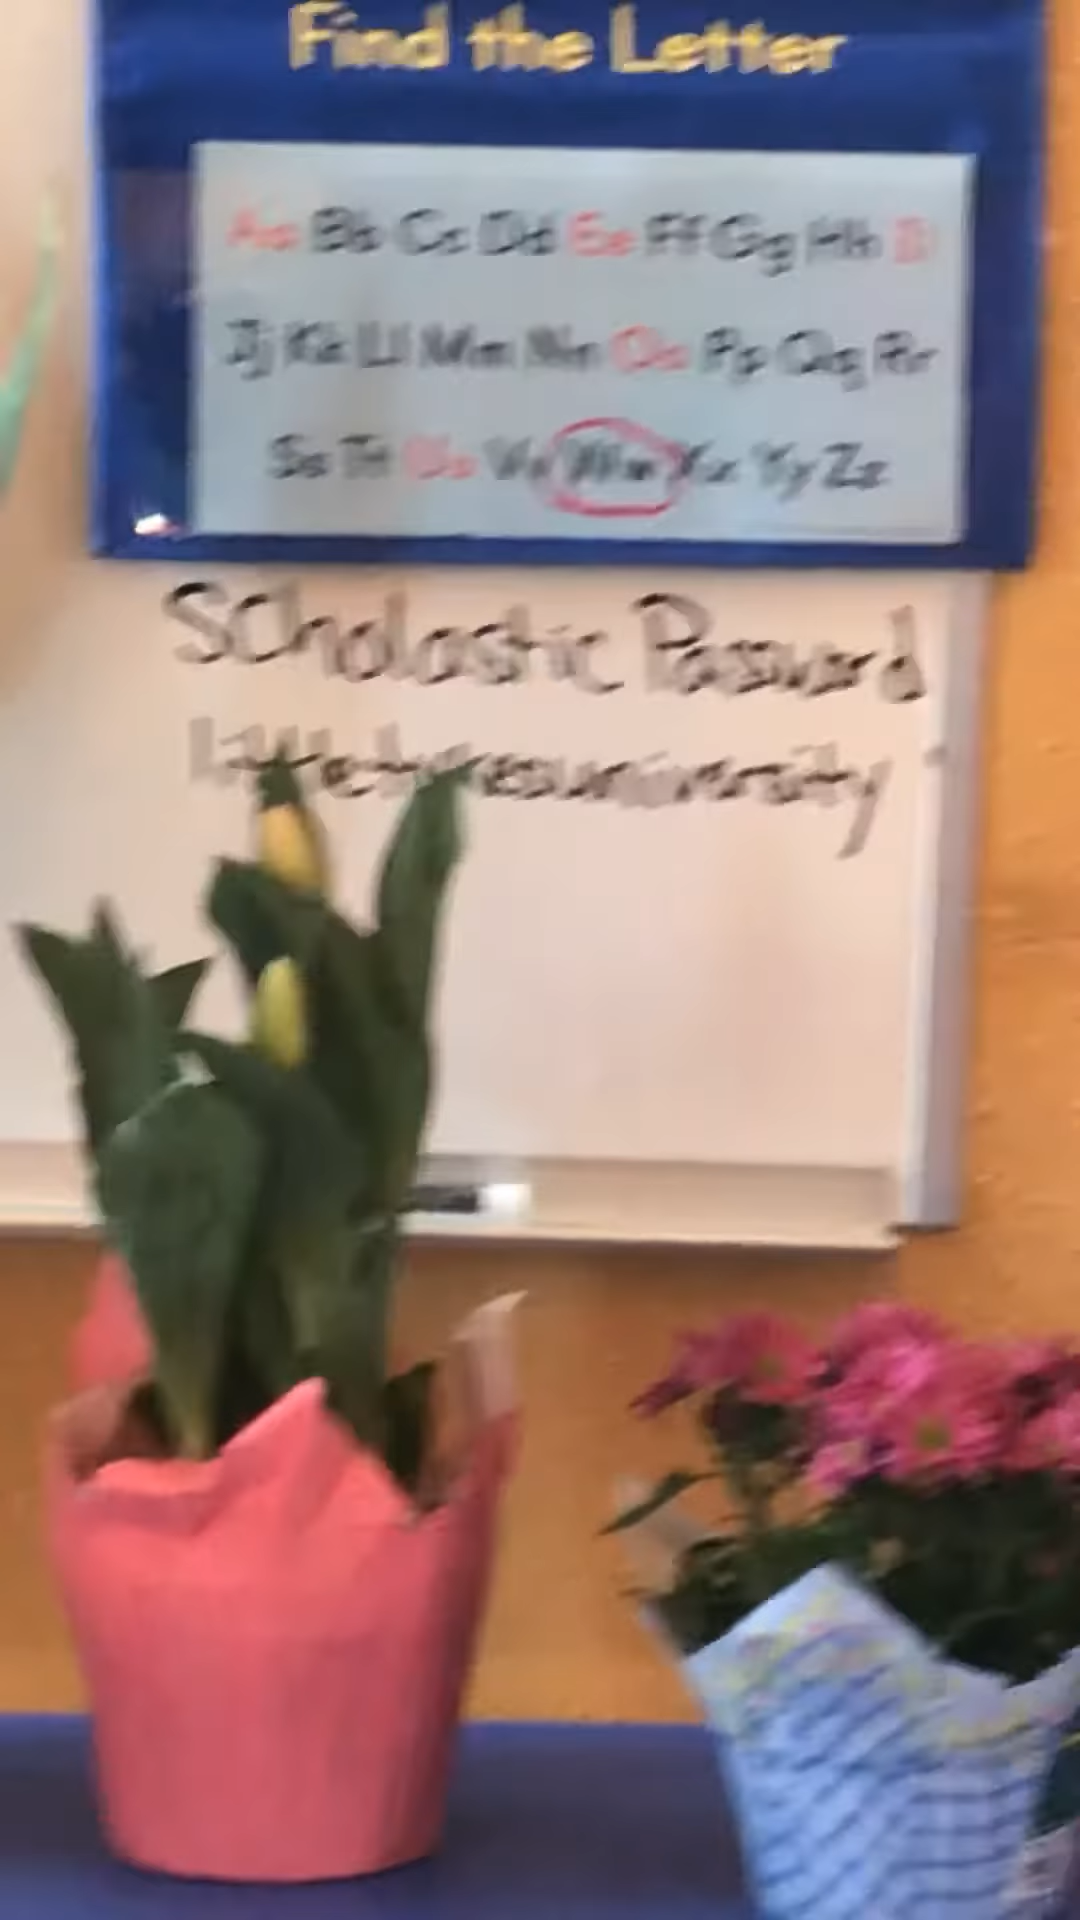 Find the Letter
Aa Bb Cc Dd Ee Ff Gg Hh Ii
Jj Kk Ll Mm Nn Oo Pp Qq Rr
Ss Tt Uu Vv Ww Xx Yy Zz
Scholastic Password